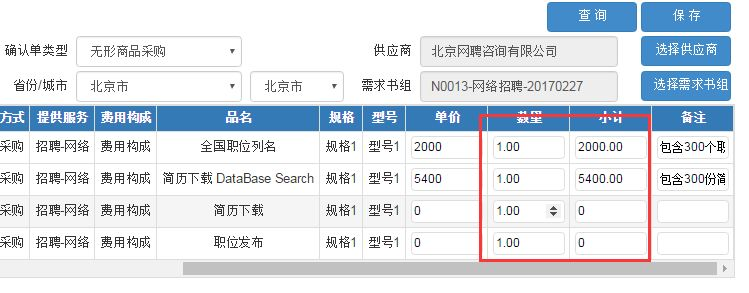 查 询 保 存
确认单类型 无形商品采购 供应商 北京网聘咨询有限公司 选择供应商
省份/城市 北京市 北京市 需求书组 N0013-网络招聘-20170227 选择需求书组
方式 提供服务 费用构成 品名 规格 型号 单价 数量 小计 备注
采购 招聘-网络 费用构成 全国职位列名 规格1 型号1 2000 1.00 2000.00 包含300个职
采购 招聘-网络 费用构成 简历下载 DataBase Search 规格1 型号1 5400 1.00 5400.00 包含300份简
采购 招聘-网络 费用构成 简历下载 规格1 型号1 0 1.00 0
采购 招聘-网络 费用构成 职位发布 规格1 型号1 0 1.00 0